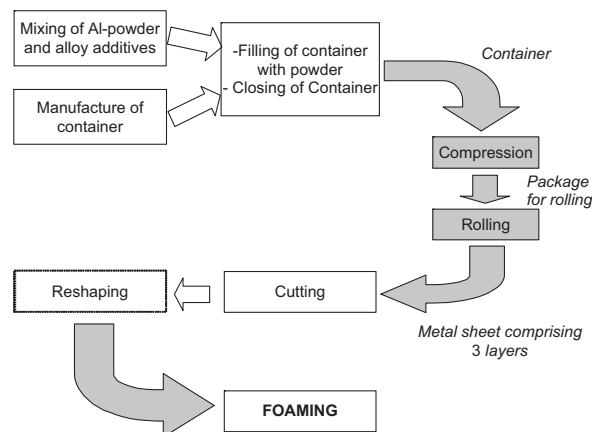 Mixing of Al-powder
and alloy additives
-Filling of container
with powder
- Closing of Container
Container
Manufacture of
container
Compression
Package
for rolling
Rolling
Reshaping
Cutting
Metal sheet comprising
3 layers
FOAMING